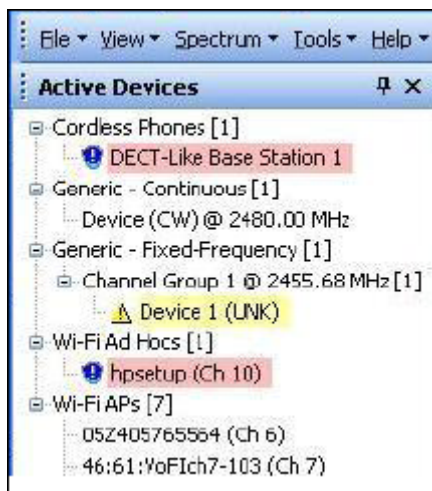 File View Spectrum Tools Help
Active Devices
Cordless Phones [1]
DECT-Like Base Station 1
Generic - Continuous [1]
Device (CW) @ 2480.00 MHz
Generic - Fixed-Frequency [1]
Channel Group 1 @ 2455.68 MHz [1]
Device 1 (UNK)
Wi-Fi Ad Hocs [1]
hpsetup (Ch 10)
Wi-Fi APs [7]
05Z405765564 (Ch 6)
46:61:VoFIch7-103 (Ch 7)